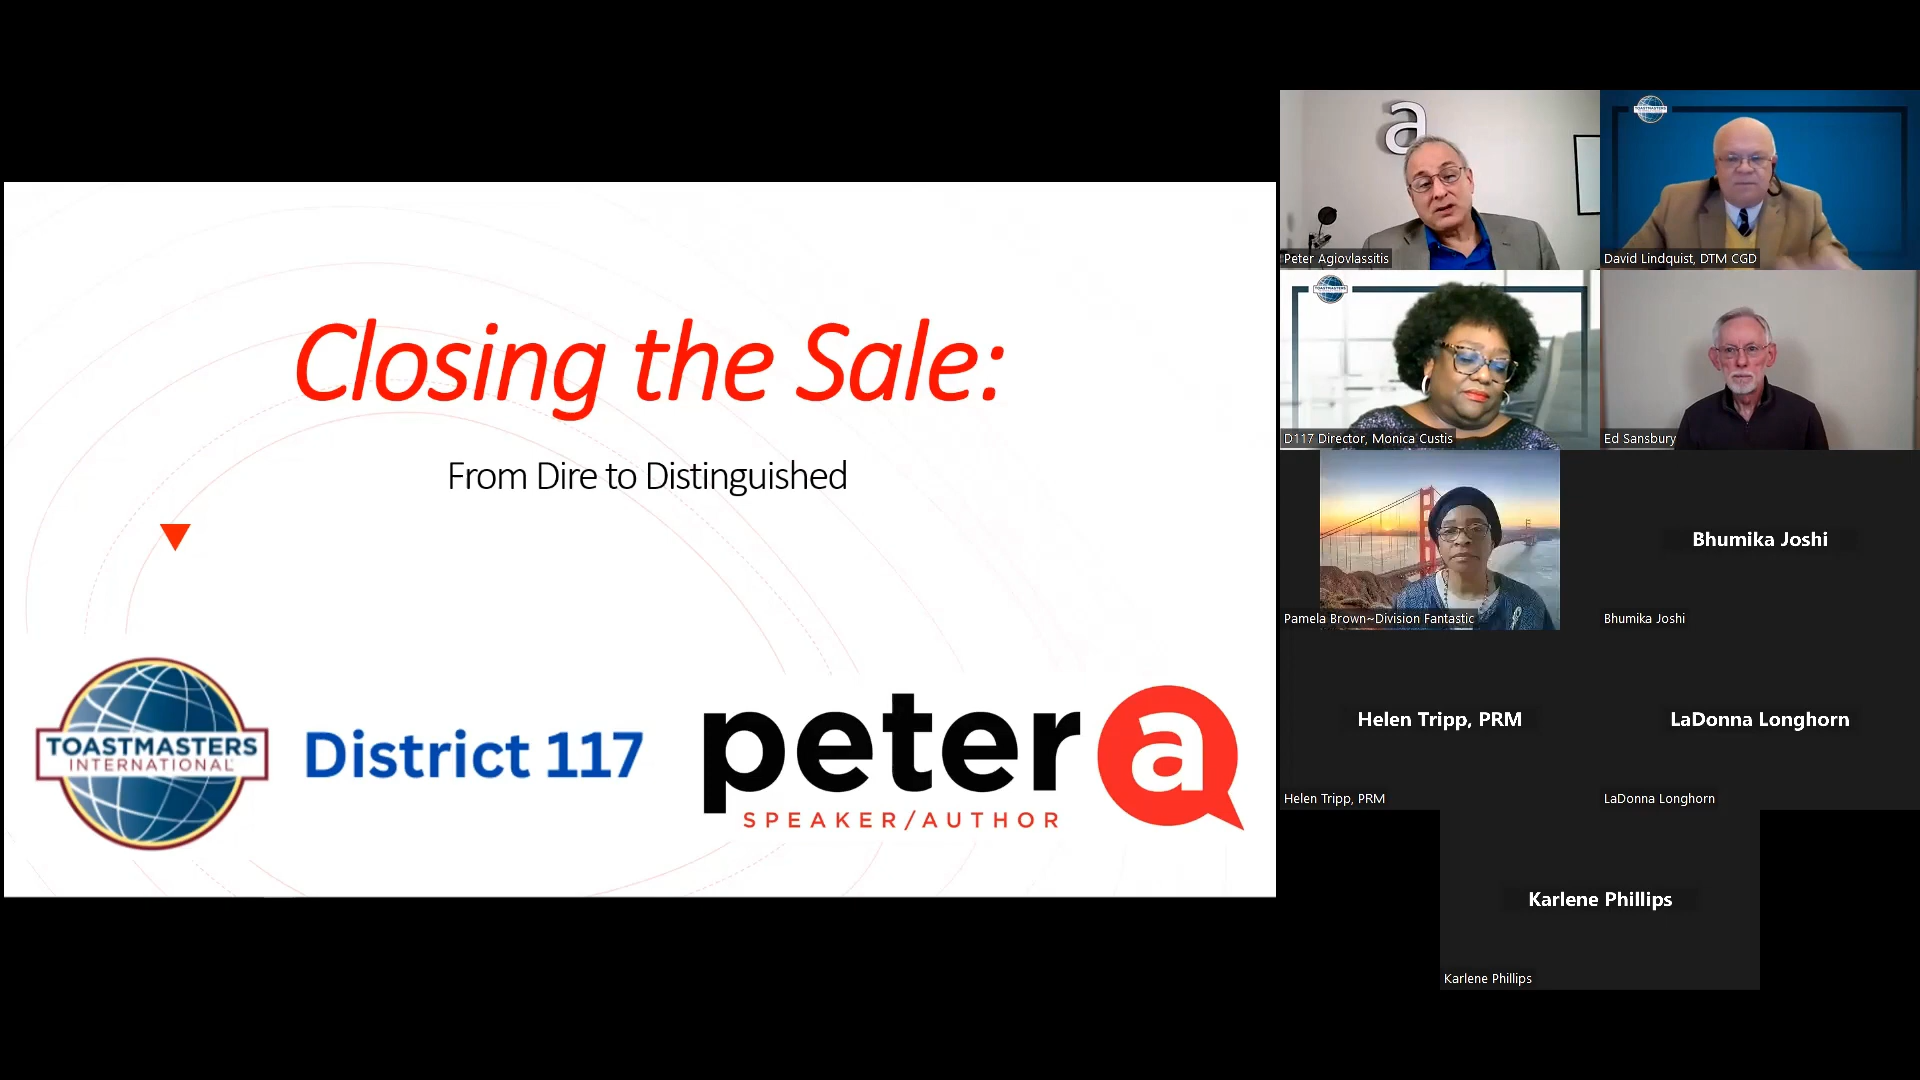 Closing the Sale:
From Dire to Distinguished
TOASTMASTERS
INTERNATIONAL
District 117
peter a
SPEAKER/AUTHOR
a
Peter Agiovlassitis
TOASTMASTERS
David Lindquist, DTM CGD
TOASTMASTERS
D117 Director, Monica Custis
Ed Sansbury
Pamela Brown~Division Fantastic
Bhumika Joshi
Bhumika Joshi
Helen Tripp, PRM
Helen Tripp, PRM
LaDonna Longhorn
LaDonna Longhorn
Karlene Phillips
Karlene Phillips